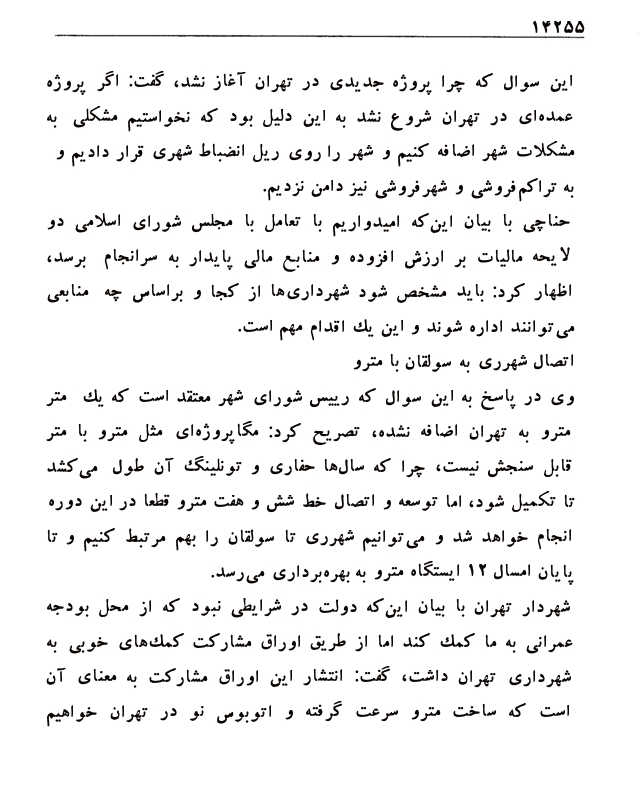 ۱۴۲۵۵
این سوال که چرا پروژه جدیدی در تهران آغاز نشد، گفت: اگر پروژه
عمده‌ای در تهران شروع نشد به این دلیل بود که نخواستیم مشکلی به
مشکلات شهر اضافه کنیم و شهر را روی ریل انضباط شهری قرار دادیم و
به تراکم‌فروشی و شهرفروشی نیز دامن نزدیم.
حناچی با بیان این‌که امیدواریم با تعامل با مجلس شورای اسلامی دو
لایحه مالیات بر ارزش افزوده و منابع مالی پایدار به سرانجام برسد،
اظهار کرد: باید مشخص شود شهرداری‌ها از کجا و براساس چه منابعی
می‌توانند اداره شوند و این یك اقدام مهم است.
اتصال شهرری به سولقان با مترو
وی در پاسخ به این سوال که رییس شورای شهر معتقد است که یك متر
مترو به تهران اضافه نشده، تصریح کرد: مگاپروژه‌ای مثل مترو با متر
قابل سنجش نیست، چرا که سال‌ها حفاری و تونلینگ آن طول می‌کشد
تا تکمیل شود، اما توسعه و اتصال خط شش و هفت مترو قطعا در این دوره
انجام خواهد شد و می‌توانیم شهرری تا سولقان را بهم مرتبط کنیم و تا
پایان امسال ۱۲ ایستگاه مترو به بهره‌برداری می‌رسد.
شهردار تهران با بیان این‌که دولت در شرایطی نبود که از محل بودجه
عمرانی به ما کمك کند اما از طریق اوراق مشارکت کمك‌های خوبی به
شهرداری تهران داشت، گفت: انتشار این اوراق مشارکت به معنای آن
است که ساخت مترو سرعت گرفته و اتوبوس نو در تهران خواهیم